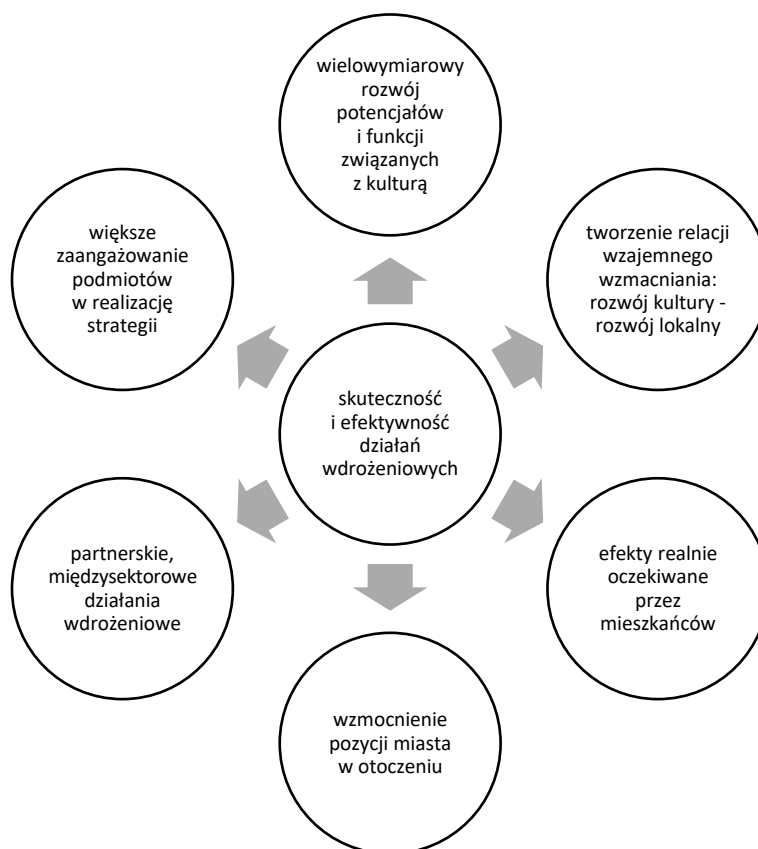 wielowymiarowy
rozwój
potencjałów
i funkcji
związanych
z kulturą
większe
zaangażowanie
podmiotów
w realizację
strategii
tworzenie relacji
wzajemnego
wzmacniania:
rozwój kultury -
rozwój lokalny
skuteczność
i efektywność
działań
wdrożeniowych
partnerskie,
międzysektorowe
działania
wdrożeniowe
efekty realnie
oczekiwane
przez
mieszkańców
wzmocnienie
pozycji miasta
w otoczeniu